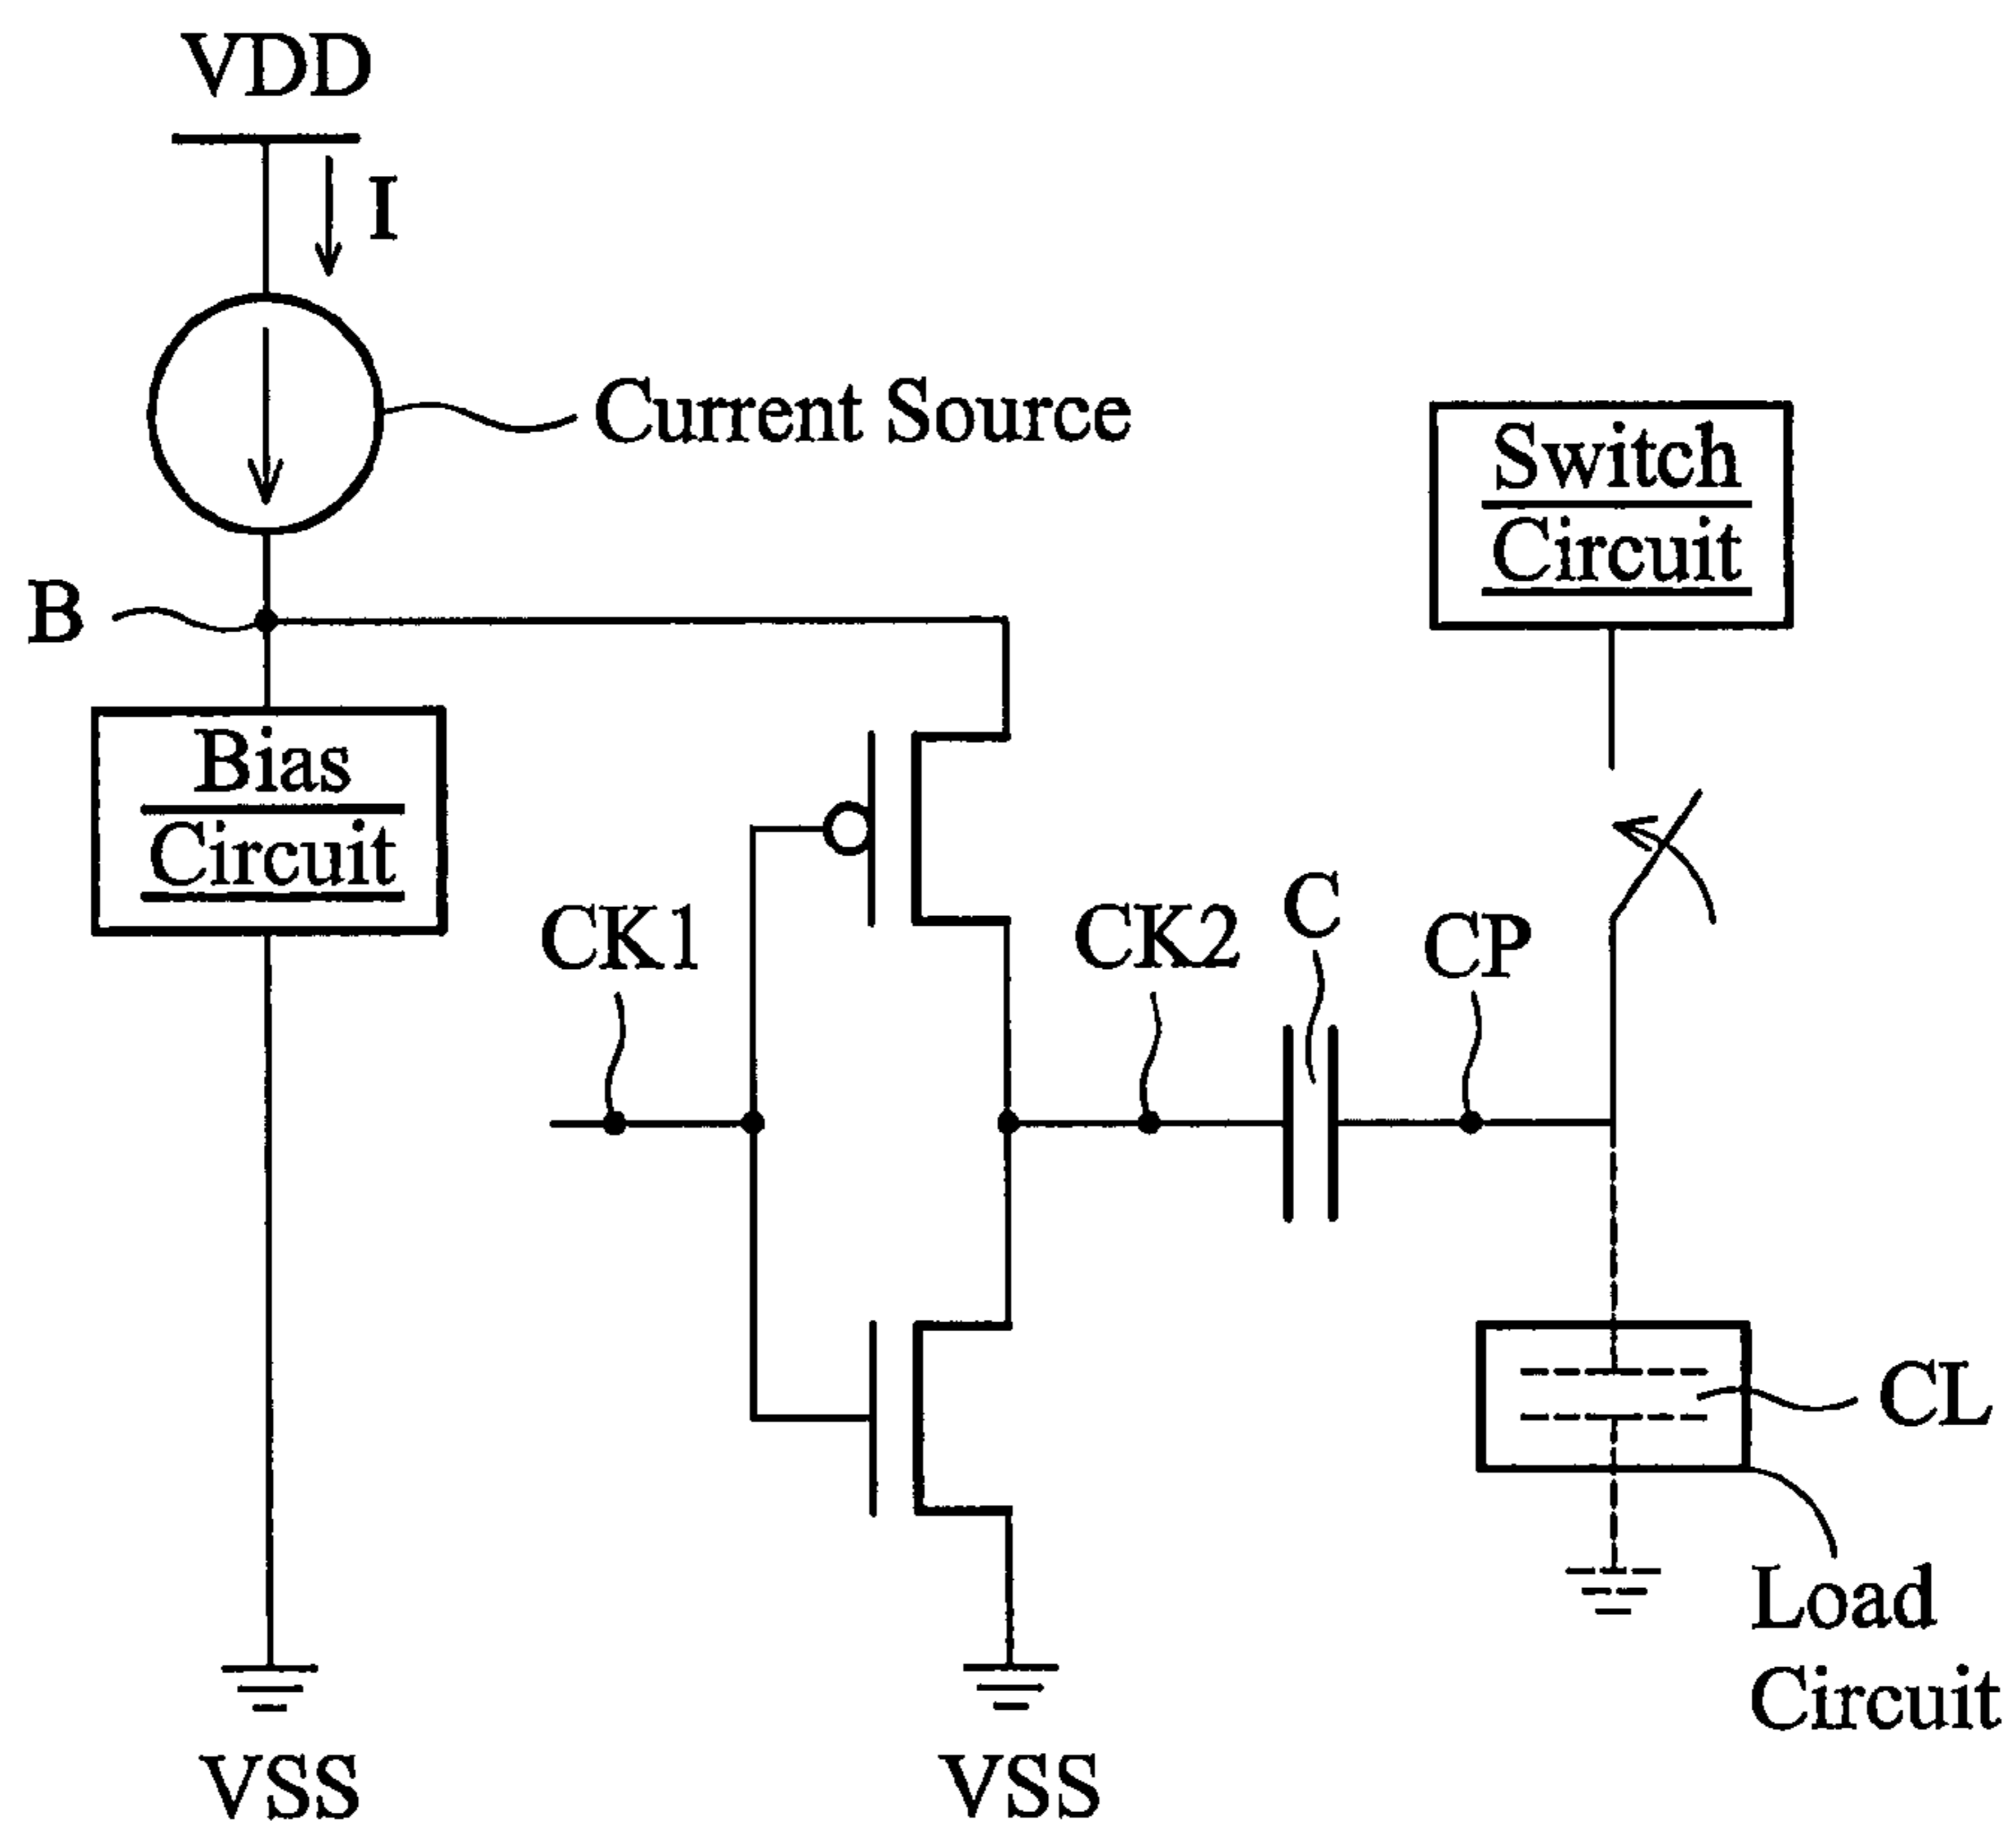 VDD
I
Current Source
Switch
Circuit
B
Bias
Circuit
CK1
CK2
C
CP
CL
Load
Circuit
VSS
VSS